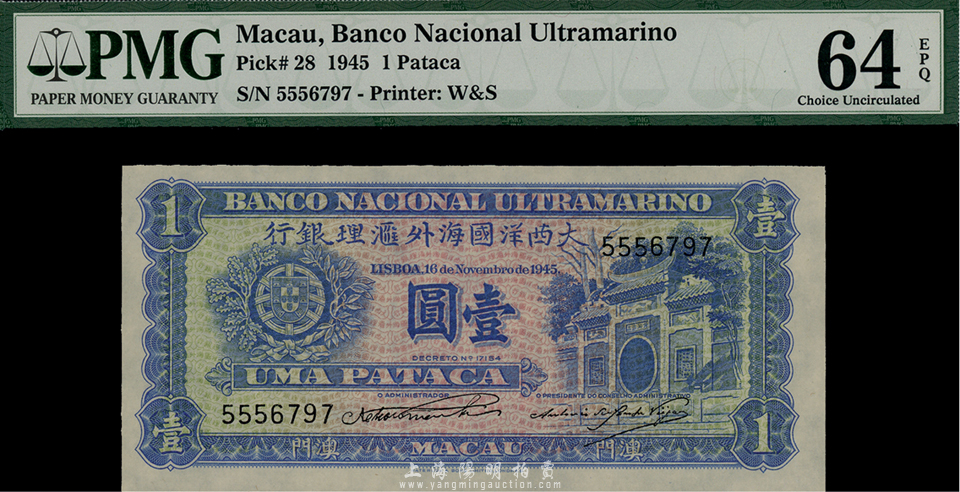 PMG
PAPER MONEY GUARANTY
Macau, Banco Nacional Ultramarino
Pick# 28 1945 1 Pataca
S/N 5556797 - Printer: W&S
64 EPQ
Choice Uncirculated
1
BANCO NACIONAL ULTRAMARINO
壹
行銀理滙外海國洋西大
5556797
LISBOA, 16 de Novembro de 1945.
圓壹
DECRETO Nº 17154
UMA PATACA
O ADMINISTRADOR
O PRESIDENTE DO CONSELHO ADMINISTRATIVO
5556797
壹
門澳
MACAU
門澳
1
上海陽明拍賣
www.yangmingauction.com